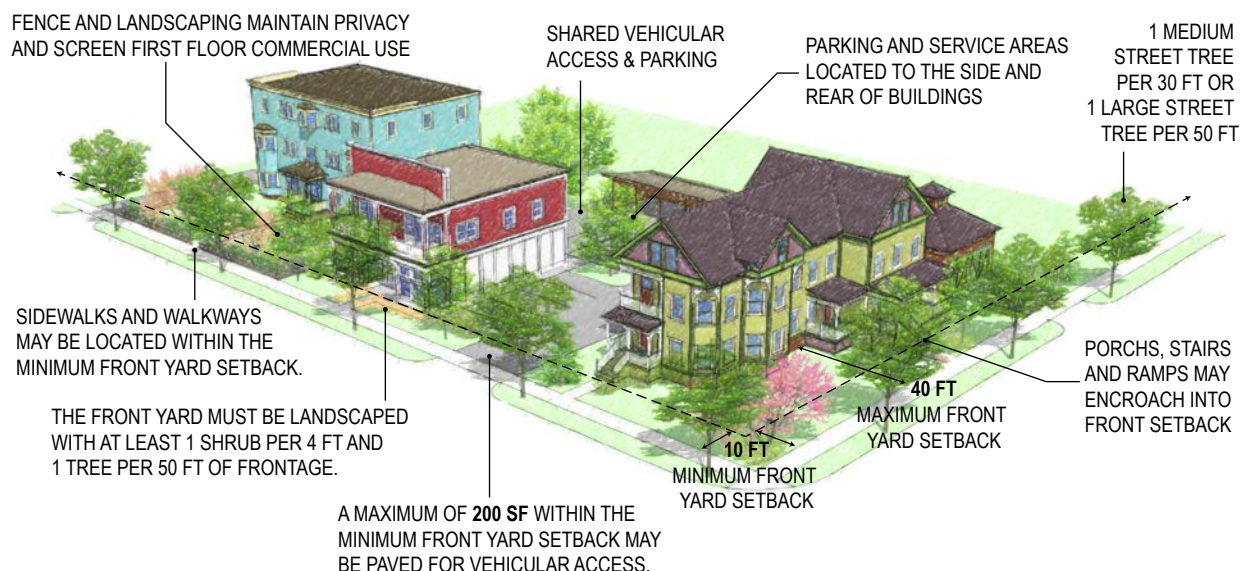 FENCE AND LANDSCAPING MAINTAIN PRIVACY
AND SCREEN FIRST FLOOR COMMERCIAL USE
SHARED VEHICULAR
ACCESS & PARKING
PARKING AND SERVICE AREAS
LOCATED TO THE SIDE AND
REAR OF BUILDINGS
1 MEDIUM
STREET TREE
PER 30 FT OR
1 LARGE STREET
TREE PER 50 FT
SIDEWALKS AND WALKWAYS
MAY BE LOCATED WITHIN THE
MINIMUM FRONT YARD SETBACK.
THE FRONT YARD MUST BE LANDSCAPED
WITH AT LEAST 1 SHRUB PER 4 FT AND
1 TREE PER 50 FT OF FRONTAGE.
A MAXIMUM OF 200 SF WITHIN THE
MINIMUM FRONT YARD SETBACK MAY
BE PAVED FOR VEHICULAR ACCESS.
10 FT
MINIMUM FRONT
YARD SETBACK
40 FT
MAXIMUM FRONT
YARD SETBACK
PORCHS, STAIRS
AND RAMPS MAY
ENCROACH INTO
FRONT SETBACK